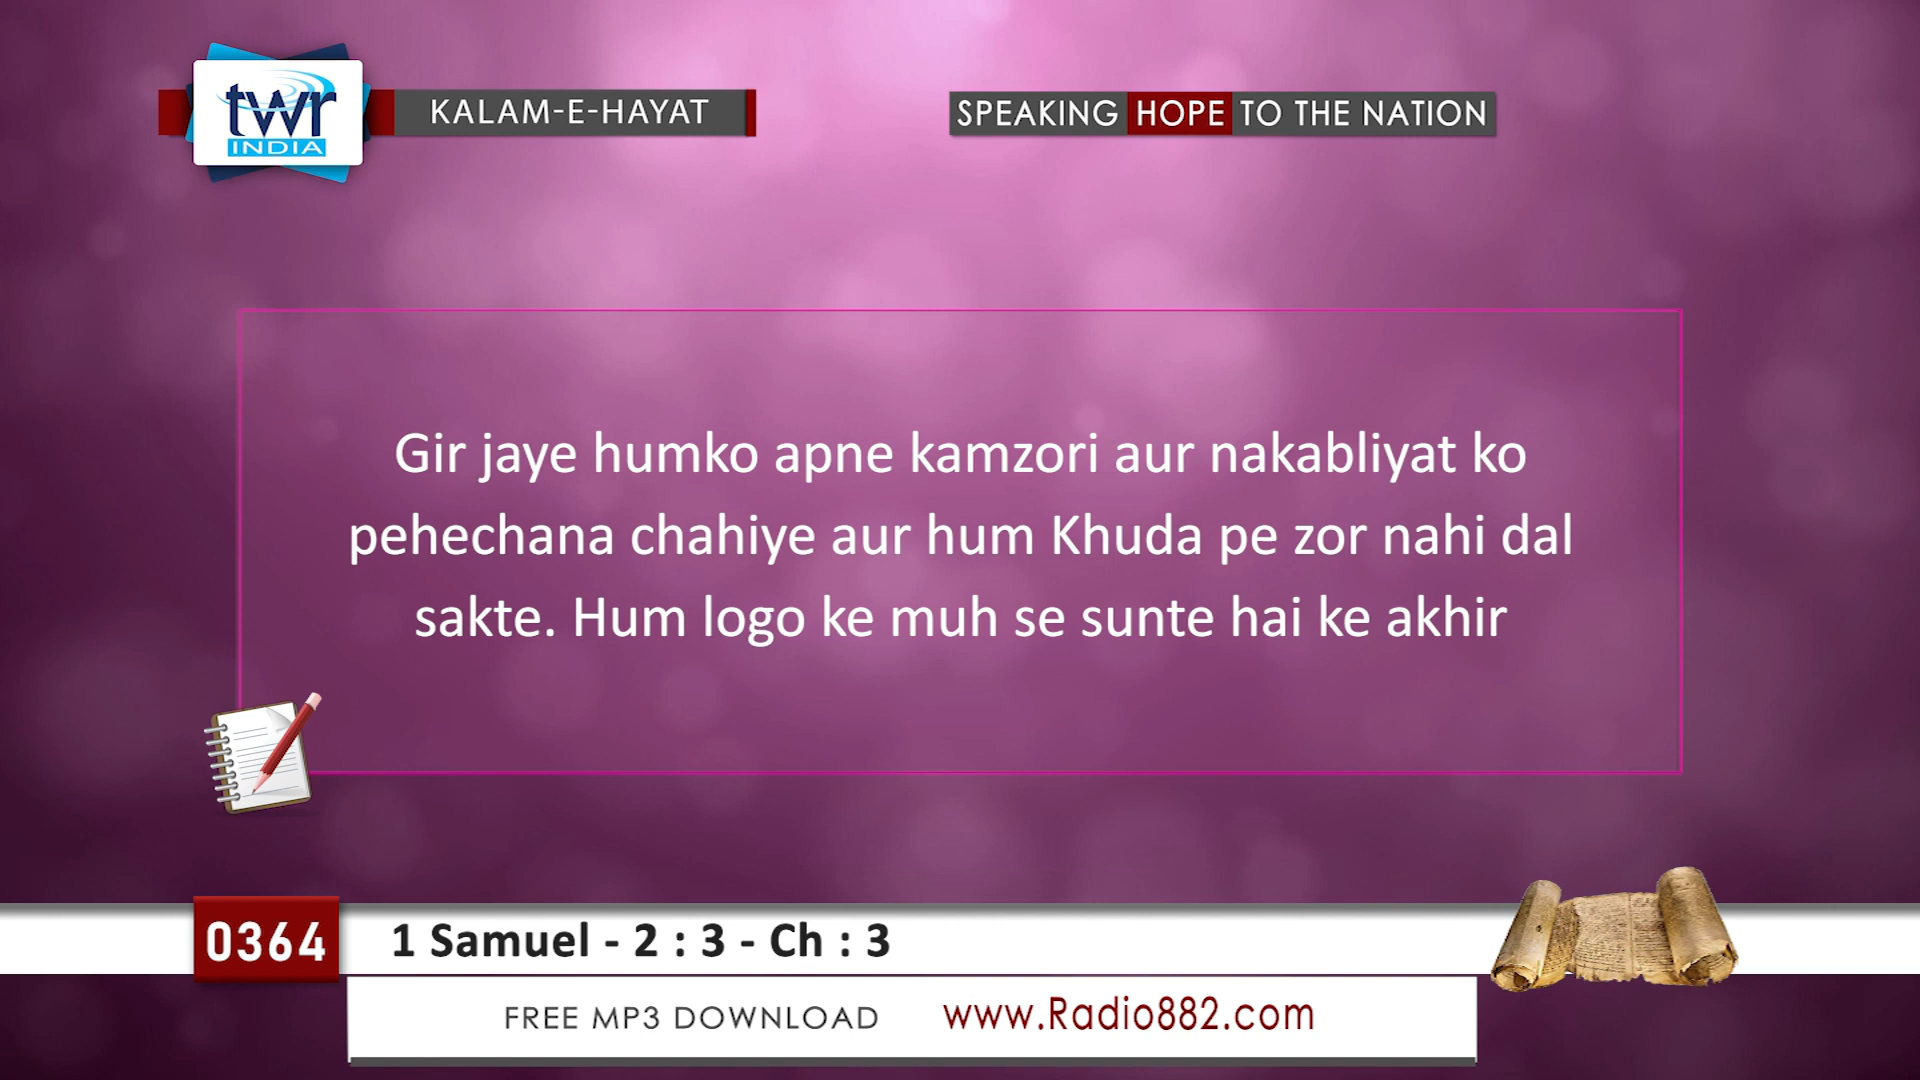 twr
INDIA
KALAM-E-HAYAT
SPEAKING HOPE TO THE NATION
Gir jaye humko apne kamzori aur nakabliyat ko
pehechana chahiye aur hum Khuda pe zor nahi dal
sakte. Hum logo ke muh se sunte hai ke akhir
0364
1 Samuel - 2 : 3 - Ch : 3
FREE MP3 DOWNLOAD
www.Radio882.com